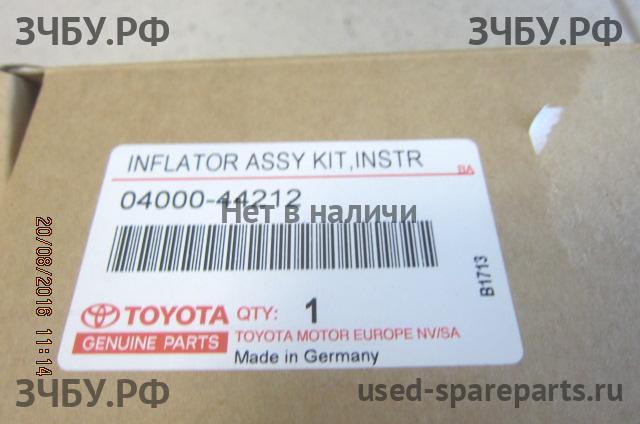 ЗЧБУ.РФ
ЗЧБУ.РФ
INFLATOR ASSY KIT,INSTR
BA
04000-44212
Нет в наличи
B1713
TOYOTA QTY: 1
GENUINE PARTS
TOYOTA MOTOR EUROPE NV/SA
Made in Germany
20/08/2016 11:14
ЗЧБУ.РФ
used-spareparts.ru